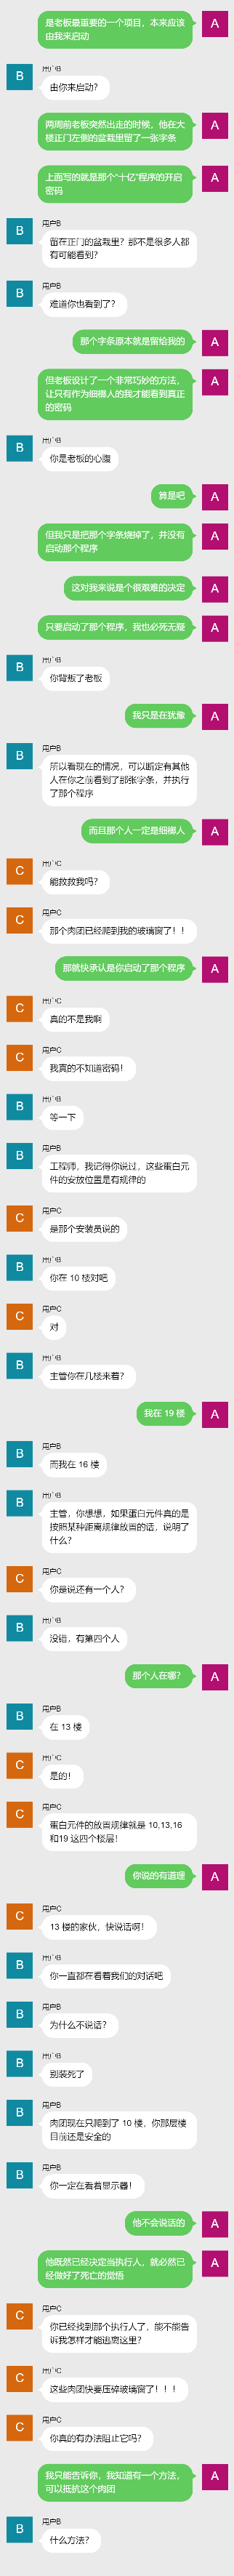 是老板最重要的一个项目，本来应该
由我来启动
A
用户B
B
由你来启动？
两周前老板突然出走的时候，他在大
楼正门左侧的盆栽里留了一张字条
A
上面写的就是那个“十亿”程序的开启
密码
A
用户B
B
留在正门的盆栽里？那不是很多人都
有可能看到？
用户B
B
难道你也看到了？
那个字条原本就是留给我的
A
但老板设计了一个非常巧妙的方法，
让只有作为细梆人的我才能看到真正
的密码
A
用户B
B
你是老板的心腹
算是吧
A
但我只是把那个字条烧掉了，并没有
启动那个程序
A
这对我来说是个很艰难的决定
A
只要启动了那个程序，我也必死无疑
A
用户B
B
你背叛了老板
我只是在犹豫
A
用户B
B
所以看现在的情况，可以断定有其他
人在你之前看到了那张字条，并执行
了那个程序
而且那个人一定是细梆人
A
用户C
C
能救救我吗？
用户C
C
那个肉团已经爬到我的玻璃窗了！！
那就快承认是你启动了那个程序
A
用户C
C
真的不是我啊
用户C
C
我真的不知道密码！
用户B
B
等一下
用户B
B
工程师，我记得你说过，这些蛋白元
件的安放位置是有规律的
用户C
C
是那个安装员说的
用户B
B
你在 10 楼对吧
用户C
C
对
用户B
B
主管你在几楼来着？
我在 19 楼
A
用户B
B
而我在 16 楼
用户B
B
主管，你想想，如果蛋白元件真的是
按照某种距离规律放置的话，说明了
什么？
用户C
C
你是说还有一个人？
用户B
B
没错，有第四个人
那个人在哪？
A
用户B
B
在 13 楼
用户C
C
是的！
用户C
C
蛋白元件的放置规律就是 10,13,16
和19 这四个楼层！
你说的有道理
A
用户C
C
13 楼的家伙，快说话啊！
用户B
B
你一直都在看着我们的对话吧
用户B
B
为什么不说话？
用户B
B
别装死了
用户B
B
肉团现在只爬到了 10 楼，你那层楼
目前还是安全的
用户B
B
你一定在看着显示器！
他不会说话的
A
他既然已经决定当执行人，就必然已
经做好了死亡的觉悟
A
用户C
C
你已经找到那个执行人了，能不能告
诉我怎样才能逃离这里？
用户C
C
这些肉团快要压碎玻璃窗了！！！
用户C
C
你真的有办法阻止它吗？
我只能告诉你，我知道有一个方法，
可以抵抗这个肉团
A
用户B
B
什么方法？